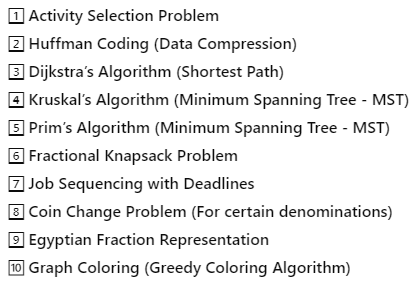 1 Activity Selection Problem
2 Huffman Coding (Data Compression)
3 Dijkstra's Algorithm (Shortest Path)
4 Kruskal's Algorithm (Minimum Spanning Tree - MST)
5 Prim's Algorithm (Minimum Spanning Tree - MST)
6 Fractional Knapsack Problem
7 Job Sequencing with Deadlines
8 Coin Change Problem (For certain denominations)
9 Egyptian Fraction Representation
10 Graph Coloring (Greedy Coloring Algorithm)